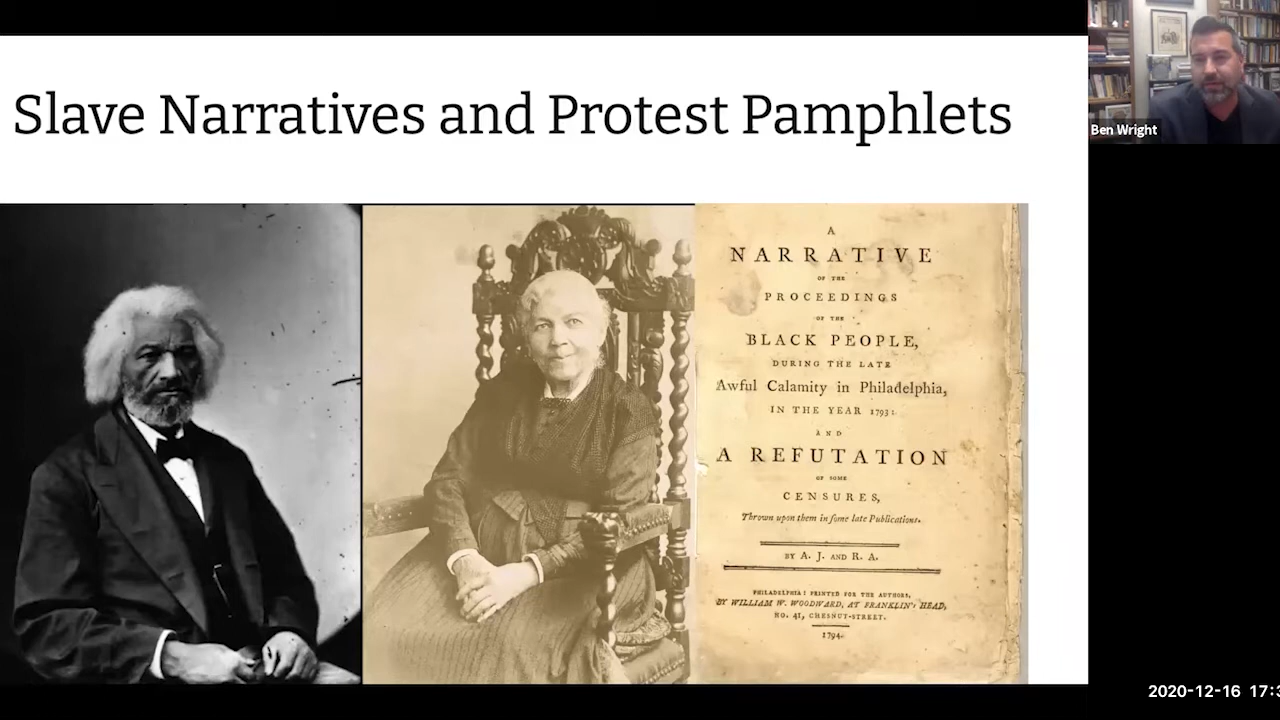 Slave Narratives and Protest Pamphlets
A
NARRATIVE
OF THE
PROCEEDINGS
OF THE
BLACK PEOPLE,
DURING THE LATE
Awful Calamity in Philadelphia,
IN THE YEAR 1793:
AND
A REFUTATION
OF SOME
CENSURES,
Thrown upon them in ſome late Publications.
BY A. J. AND R. A.
PHILADELPHIA: PRINTED FOR THE AUTHORS,
BY WILLIAM W. WOODWARD, AT FRANKLIN's HEAD,
NO. 41, CHESNUT-STREET.
1794.
Ben Wright
2020-12-16 17:3